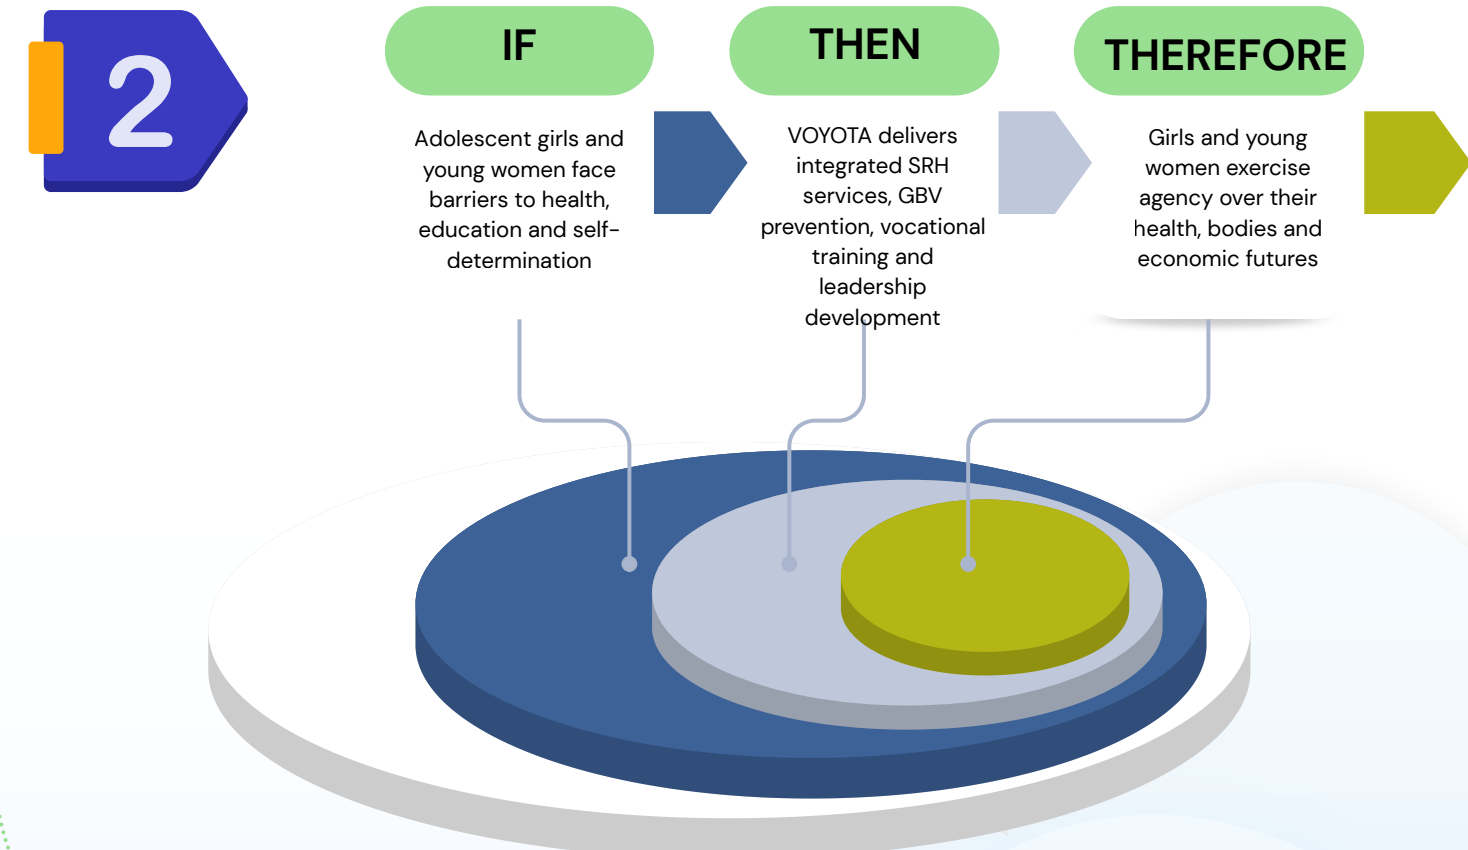 2
IF
Adolescent girls and
young women face
barriers to health,
education and self-
determination
THEN
VOYOTA delivers
integrated SRH
services, GBV
prevention, vocational
training and
leadership
development
THEREFORE
Girls and young
women exercise
agency over their
health, bodies and
economic futures